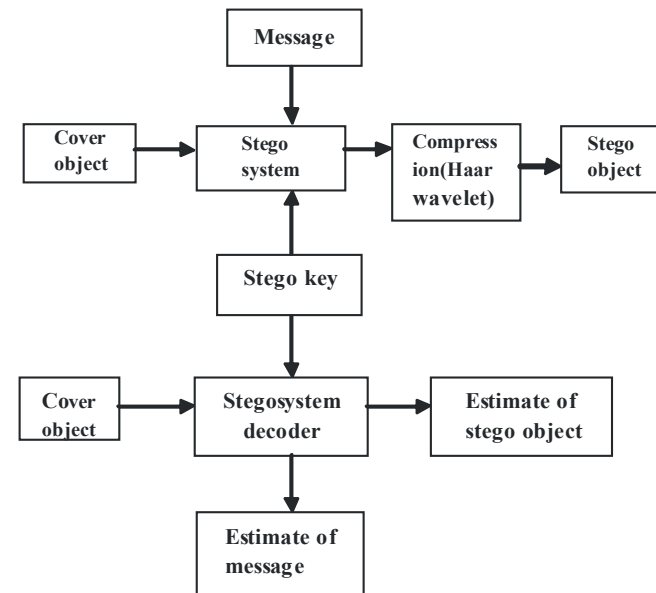 Message
Cover
object
Stego
system
Compress
ion(Haar
wavelet)
Stego
object
Stego key
Cover
object
Stegosystem
decoder
Estimate of
stego object
Estimate of
message